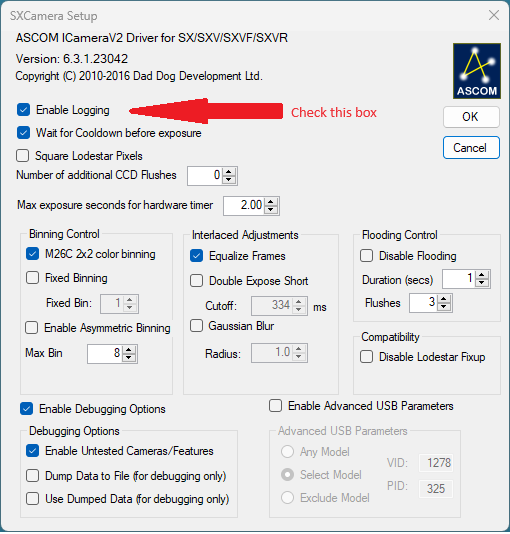 SXCamera Setup
ASCOM ICameraV2 Driver for SX/SXV/SXVF/SXVR
Version: 6.3.1.23042
Copyright (C) 2010-2016 Dad Dog Development Ltd.
ASCOM
Enable Logging
Check this box
OK
Wait for Cooldown before exposure
Cancel
Square Lodestar Pixels
Number of additional CCD Flushes 0
Max exposure seconds for hardware timer 2.00
Binning Control
M26C 2x2 color binning
Fixed Binning
Fixed Bin: 1
Enable Asymmetric Binning
Max Bin 8
Interlaced Adjustments
Equalize Frames
Double Expose Short
Cutoff: 334 ms
Gaussian Blur
Radius: 1.0
Flooding Control
Disable Flooding
Duration (secs) 1
Flushes 3
Compatibility
Disable Lodestar Fixup
Enable Debugging Options
Enable Advanced USB Parameters
Debugging Options
Enable Untested Cameras/Features
Dump Data to File (for debugging only)
Use Dumped Data (for debugging only)
Advanced USB Parameters
Any Model
Select Model
Exclude Model
VID: 1278
PID: 325